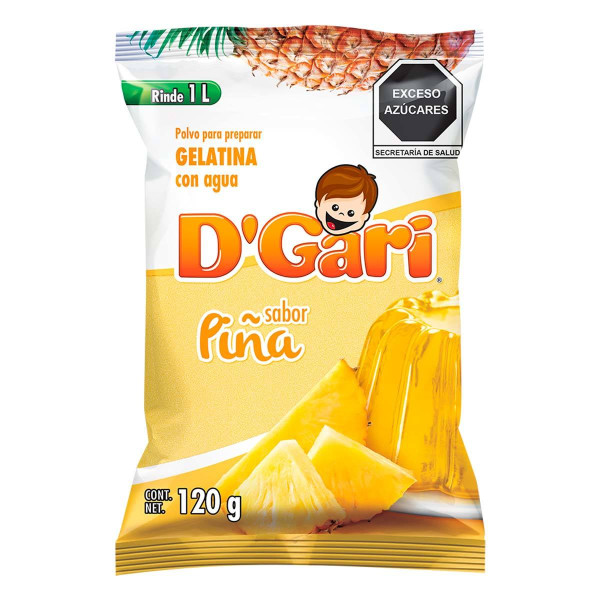 Rinde 1 L
EXCESO
AZÚCARES
SECRETARÍA DE SALUD
Polvo para preparar
GELATINA
con agua
D'Gari
®
sabor
Piña
CONT.
NET. 120 g